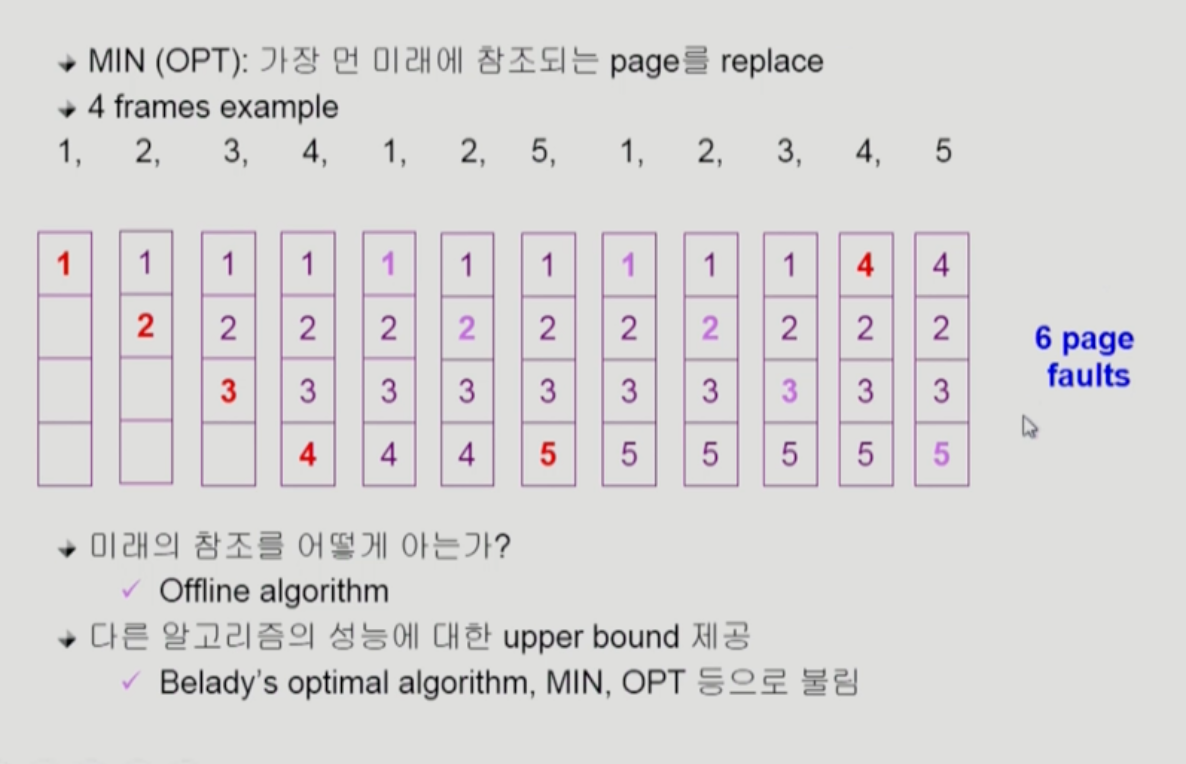 MIN (OPT): 가장 먼 미래에 참조되는 page를 replace
4 frames example
1, 2, 3, 4, 1, 2, 5, 1, 2, 3, 4, 5
1 1 1 1 1 1 1 1 1 1 4 4
2 2 2 2 2 2 2 2 2 2 2
3 3 3 3 3 3 3 3 3 3
4 4 4 5 5 5 5 5 5
6 page
faults
미래의 참조를 어떻게 아는가?
✓ Offline algorithm
다른 알고리즘의 성능에 대한 upper bound 제공
✓ Belady's optimal algorithm, MIN, OPT 등으로 불림